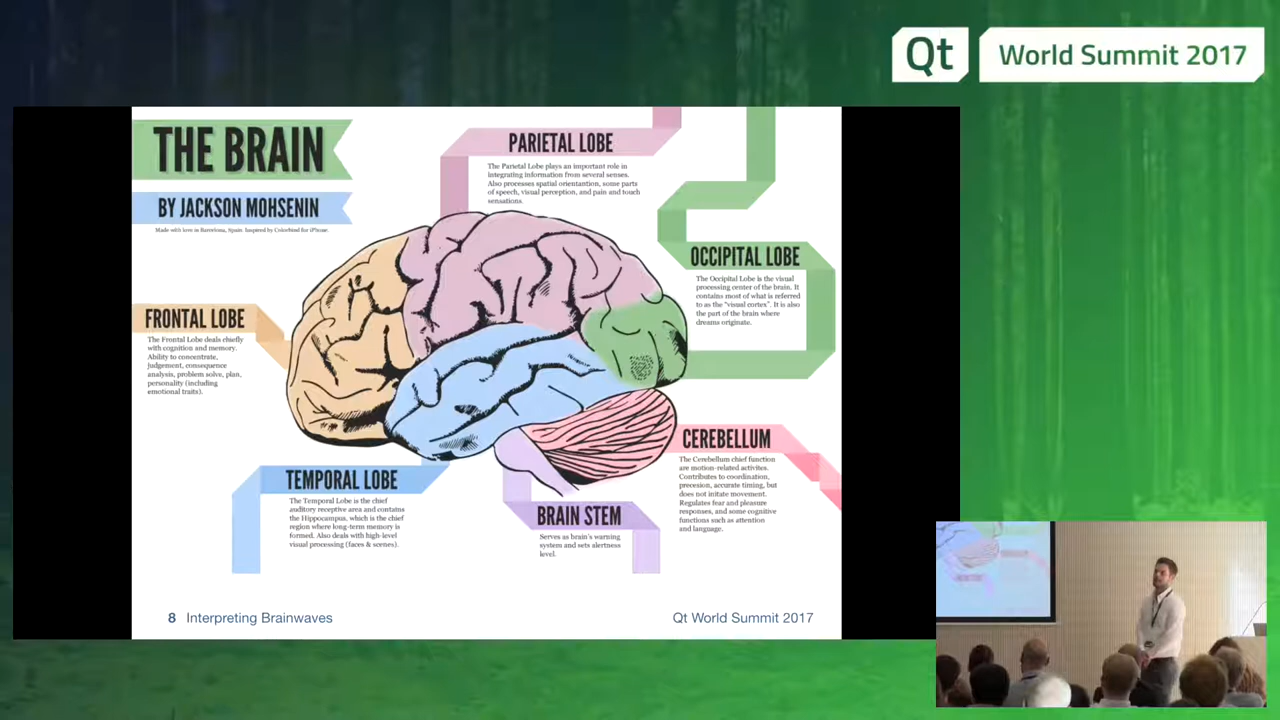 Qt World Summit 2017
THE BRAIN
BY JACKSON MOHSENIN
Made with love in Barcelona, Spain. Inspired by Colorblind for iPhone.
PARIETAL LOBE
The Parietal Lobe plays an important role in
integrating information from several senses.
Also processes spatial orientantion, some parts
of speech, visual perception, and pain and touch
sensations.
OCCIPITAL LOBE
The Occipital Lobe is the visual
processing center of the brain. It
contains most of what is referred
to as the "visual cortex". It is also
the part of the brain where
dreams originate.
FRONTAL LOBE
The Frontal Lobe deals chiefly
with cognition and memory.
Ability to concentrate,
judgement, consequence
analysis, problem solve, plan,
personality (including
emotional traits).
CEREBELLUM
The Cerebellum chief function
are motion-related activites.
Contributes to coordination,
precesion, accurate timing, but
does not initate movement.
Regulates fear and pleasure
responses, and some cognitive
functions such as attention
and language.
TEMPORAL LOBE
The Temporal Lobe is the chief
auditory receptive area and contains
the Hippocampus, which is the chief
region where long-term memory is
formed. Also deals with high-level
visual processing (faces & scenes).
BRAIN STEM
Serves as brain's warning
system and sets alertness
level.
8 Interpreting Brainwaves
Qt World Summit 2017